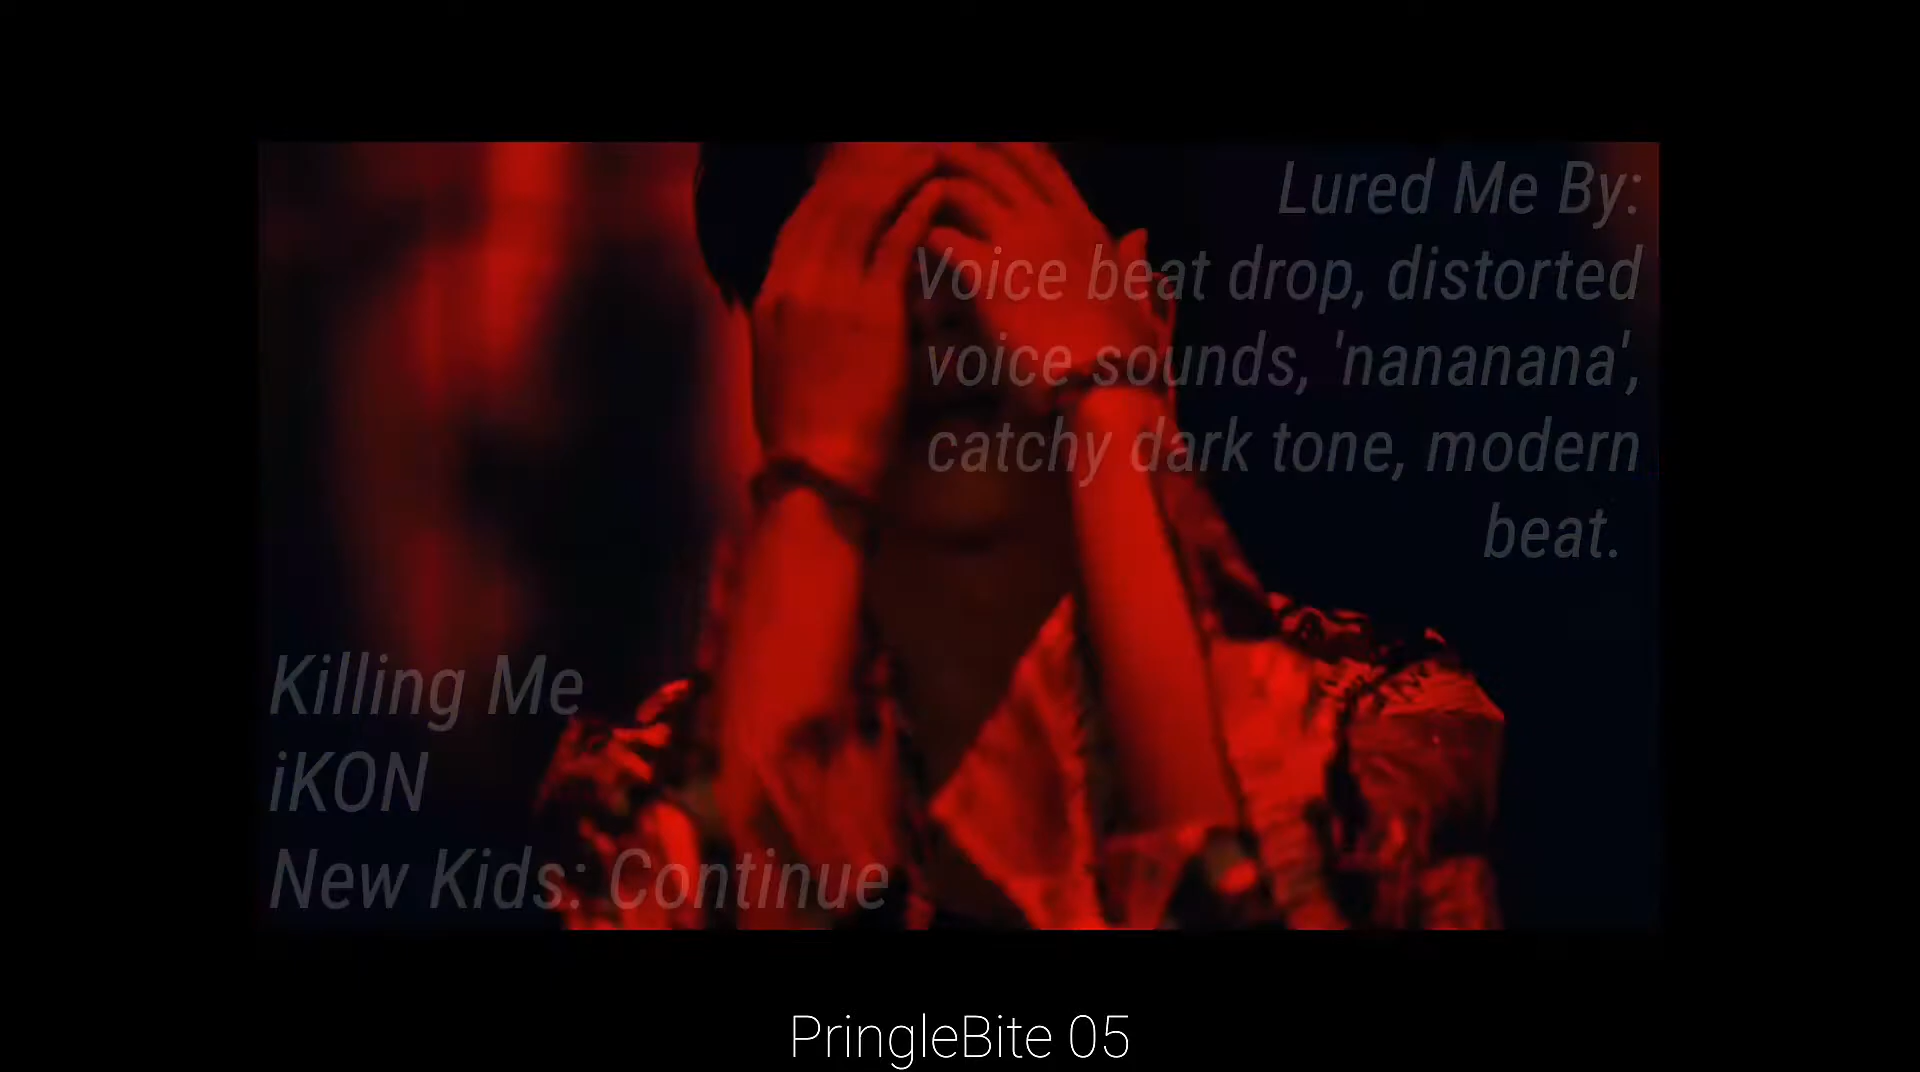 Lured Me By:
Voice beat drop, distorted
voice sounds, 'nananana',
catchy dark tone, modern
beat.
Killing Me
iKON
New Kids: Continue
PringleBite 05